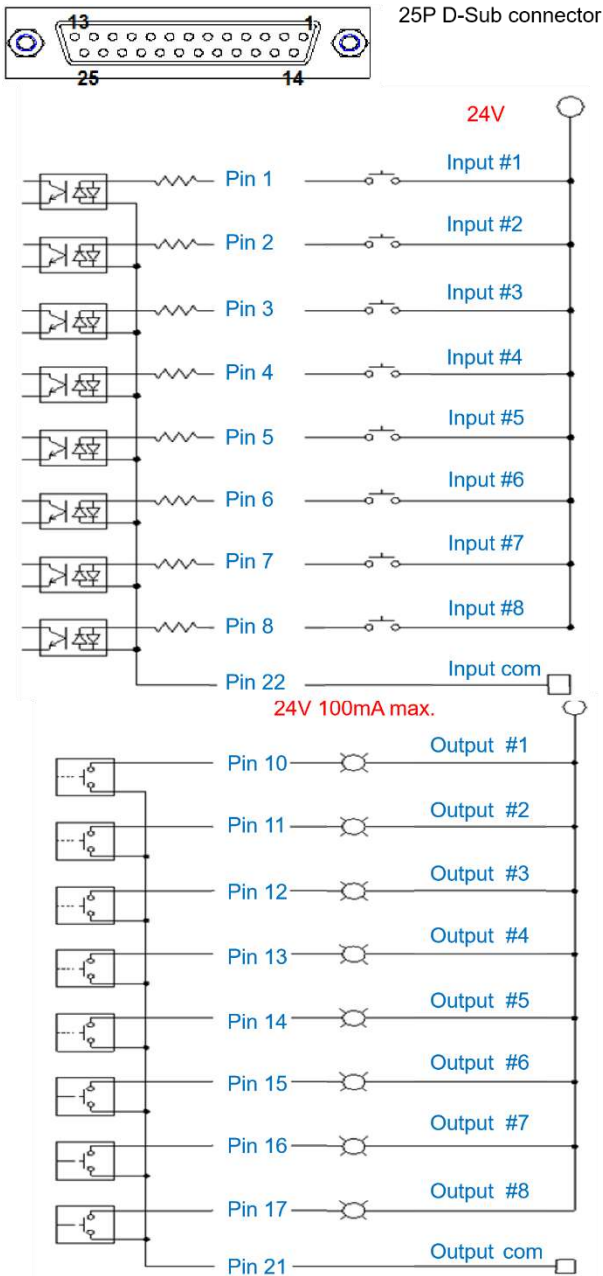 25P D-Sub connector
13 1
25 14
24V
Pin 1 Input #1
Pin 2 Input #2
Pin 3 Input #3
Pin 4 Input #4
Pin 5 Input #5
Pin 6 Input #6
Pin 7 Input #7
Pin 8 Input #8
Pin 22 Input com
24V 100mA max.
Pin 10 Output #1
Pin 11 Output #2
Pin 12 Output #3
Pin 13 Output #4
Pin 14 Output #5
Pin 15 Output #6
Pin 16 Output #7
Pin 17 Output #8
Pin 21 Output com